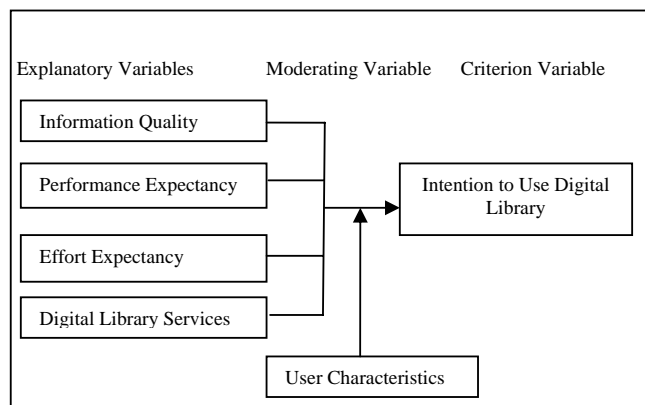 Explanatory Variables
Moderating Variable
Criterion Variable
Information Quality
Performance Expectancy
Intention to Use Digital
Library
Effort Expectancy
Digital Library Services
User Characteristics